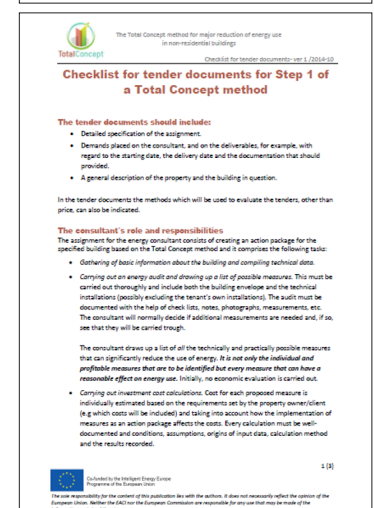 The Total Concept method for major reduction of energy use
in non-residential buildings
TotalConcept
Checklist for tender documents- ver 1 /2014-10
Checklist for tender documents for Step 1 of
a Total Concept method
The tender documents should include:
• Detailed specification of the assignment.
• Demands placed on the consultant, and on the deliverables, for example, with
regard to the starting date, the delivery date and the documentation that should
provided.
• A general description of the property and the building in question.
In the tender documents the methods which will be used to evaluate the tenders, other than
price, can also be indicated.
The consultant's role and responsibilities
The assignment for the energy consultant consists of creating an action package for the
specified building based on the Total Concept method and it comprises the following tasks:
• Gathering of basic information about the building and compiling technical data.
• Carrying out an energy audit and drawing up a list of possible measures. This must be
carried out thoroughly and include both the building envelope and the technical
installations (possibly excluding the tenant's own installations). The audit must be
documented with the help of check lists, notes, photographs, measurements, etc.
The consultant will normally decide if additional measurements are needed and, if so,
see that they will be carried trough.
The consultant draws up a list of all the technically and practically possible measures
that can significantly reduce the use of energy. It is not only the individual and
profitable measures that are to be identified but every measure that can have a
reasonable effect on energy use. Initially, no economic evaluation is carried out.
• Carrying out investment cost calculations. Cost for each proposed measure is
individually estimated based on the requirements set by the property owner/client
(e.g which costs will be included) and taking into account how the implementation of
measures as an action package affects the costs. Every calculation must be well-
documented and conditions, assumptions, origins of input data, calculation method
and the results recorded.
1 (3)
Co-funded by the Intelligent Energy Europe
Programme of the European Union
The sole responsibility for the content of this publication lies with the authors. It does not necessarily reflect the opinion of the
European Union. Neither the EACI nor the European Commission are responsible for any use that may be made of the